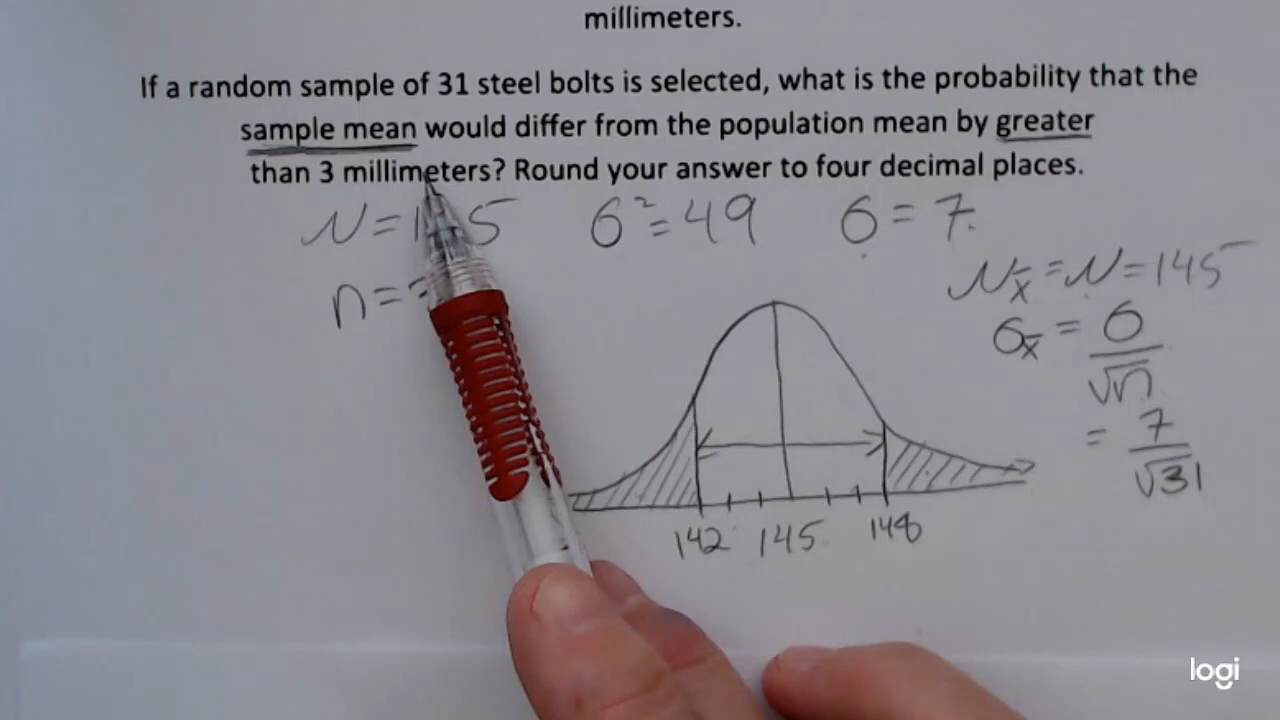 millimeters.
If a random sample of 31 steel bolts is selected, what is the probability that the
sample mean would differ from the population mean by greater
than 3 millimeters? Round your answer to four decimal places.
μ = 1 5 σ² = 49 σ = 7
n =
μx̄ = μ = 145
σx̄ = σ
√n
= 7
√31
142 145 148
logi